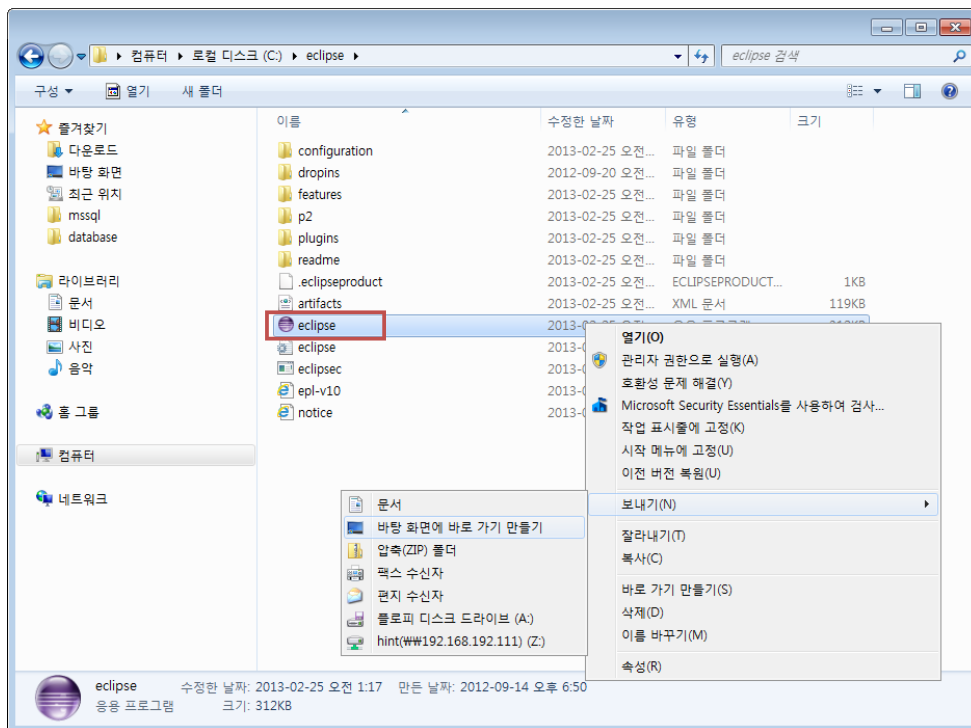 컴퓨터 ▸ 로컬 디스크 (C:) ▸ eclipse ▸
eclipse 검색
구성 ▾ 열기 새 폴더
즐겨찾기
다운로드
바탕 화면
최근 위치
mssql
database
라이브러리
문서
비디오
사진
음악
홈 그룹
컴퓨터
네트워크
이름 수정한 날짜 유형 크기
configuration 2013-02-25 오전... 파일 폴더
dropins 2012-09-20 오전... 파일 폴더
features 2013-02-25 오전... 파일 폴더
p2 2013-02-25 오전... 파일 폴더
plugins 2013-02-25 오전... 파일 폴더
readme 2013-02-25 오전... 파일 폴더
.eclipseproduct 2013-02-25 오전... ECLIPSEPRODUCT... 1KB
artifacts 2013-02-25 오전... XML 문서 119KB
eclipse
eclipse
eclipsec
epl-v10
notice
열기(O)
관리자 권한으로 실행(A)
호환성 문제 해결(Y)
Microsoft Security Essentials를 사용하여 검사...
작업 표시줄에 고정(K)
시작 메뉴에 고정(U)
이전 버전 복원(U)
보내기(N)
잘라내기(T)
복사(C)
바로 가기 만들기(S)
삭제(D)
이름 바꾸기(M)
속성(R)
문서
바탕 화면에 바로 가기 만들기
압축(ZIP) 폴더
팩스 수신자
편지 수신자
플로피 디스크 드라이브 (A:)
hint(₩₩192.168.192.111) (Z:)
eclipse 수정한 날짜: 2013-02-25 오전 1:17 만든 날짜: 2012-09-14 오후 6:50
응용 프로그램 크기: 312KB